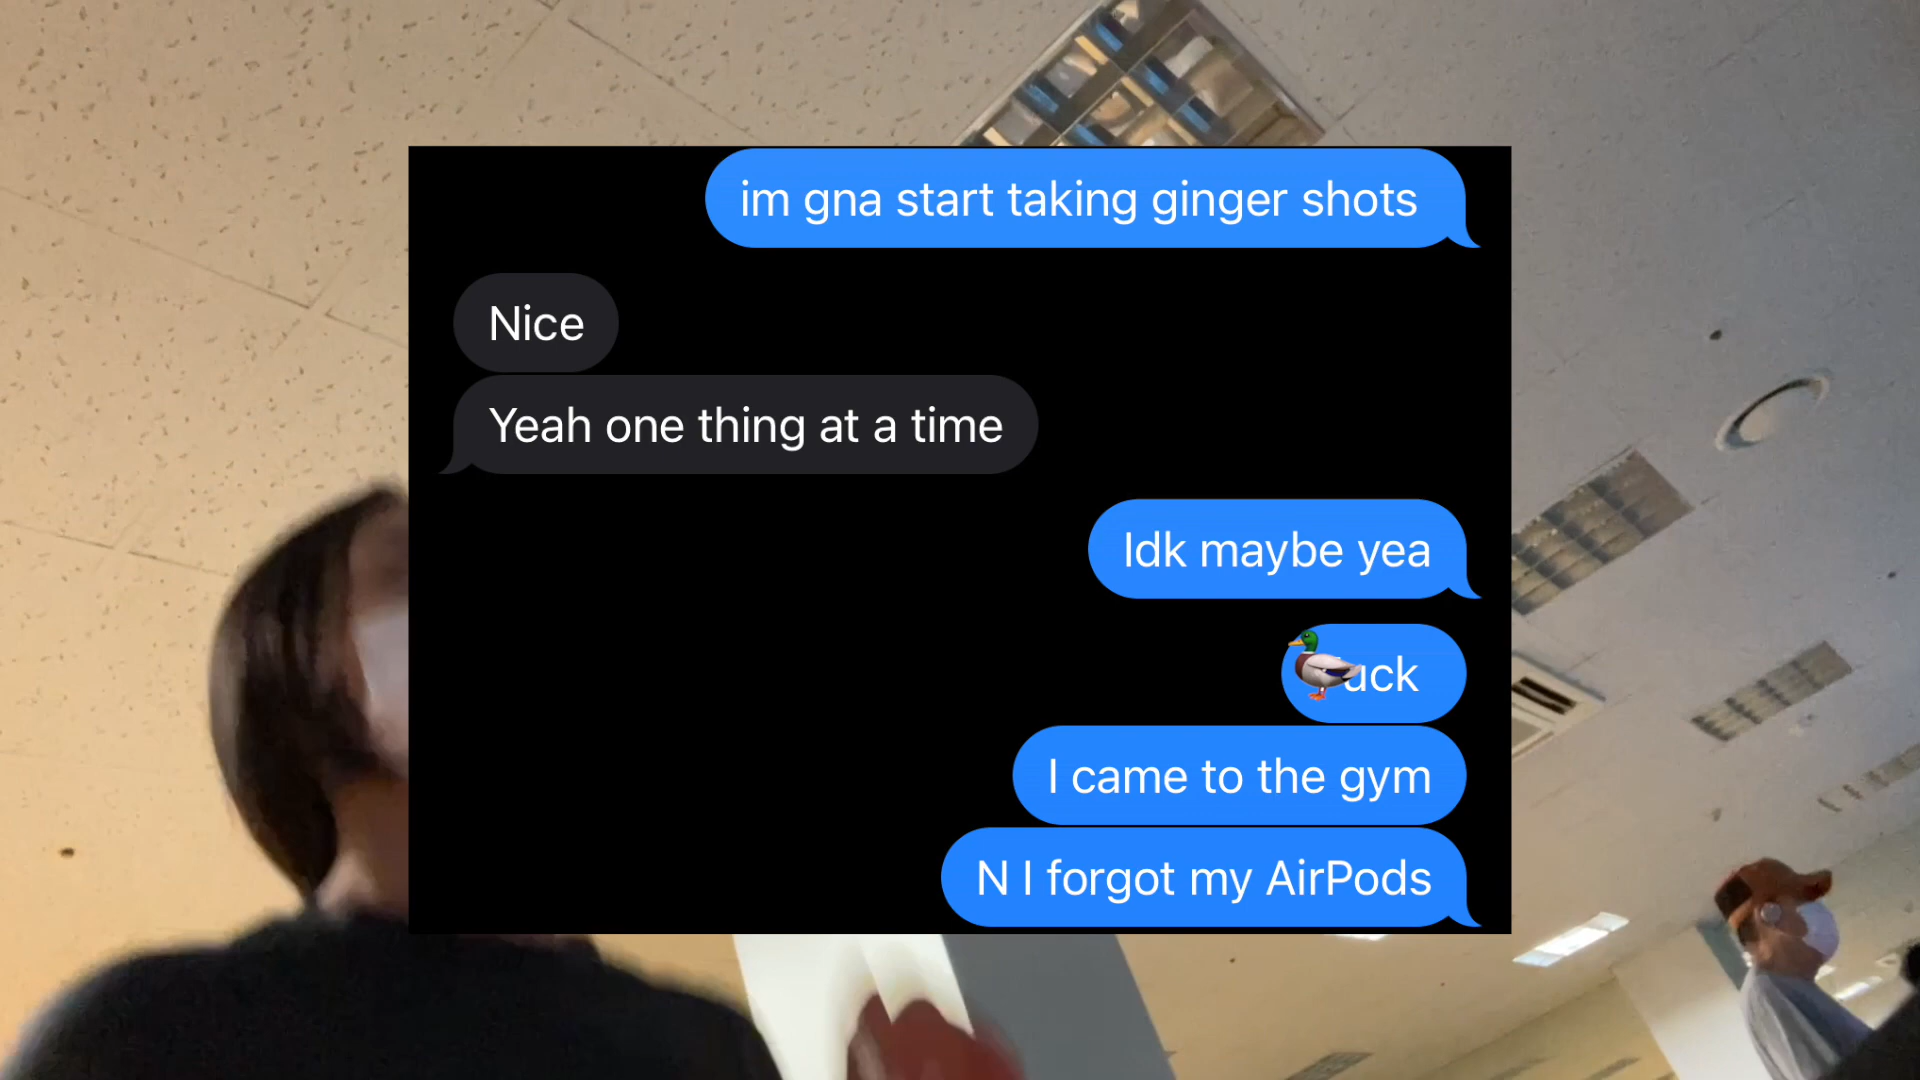 im gna start taking ginger shots
Nice
Yeah one thing at a time
Idk maybe yea
🦆uck
I came to the gym
N I forgot my AirPods